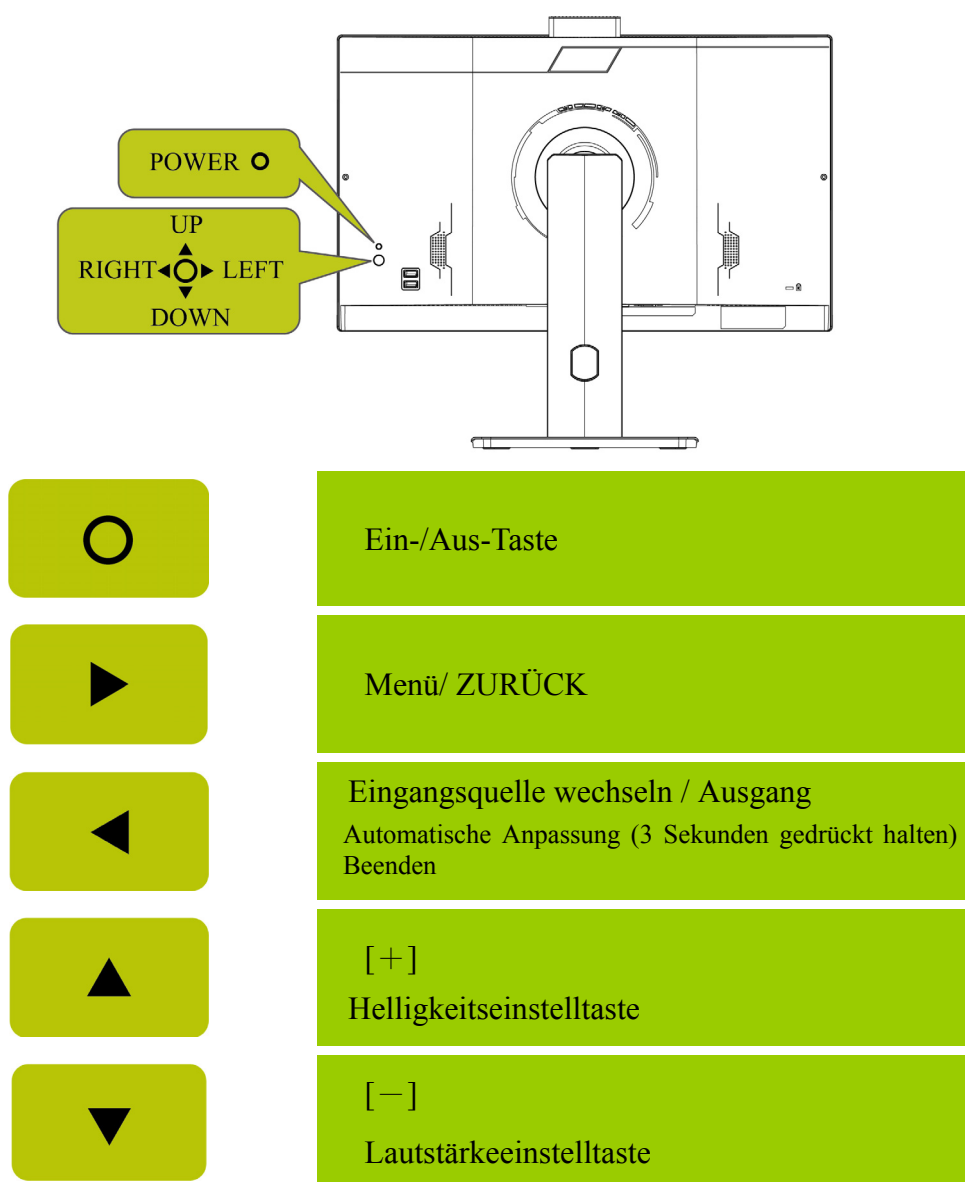 POWER
UP
RIGHT LEFT
DOWN
Ein-/Aus-Taste
Menü/ ZURÜCK
Eingangsquelle wechseln / Ausgang
Automatische Anpassung (3 Sekunden gedrückt halten)
Beenden
[+]
Helligkeitseinstelltaste
[－]
Lautstärkeeinstelltaste